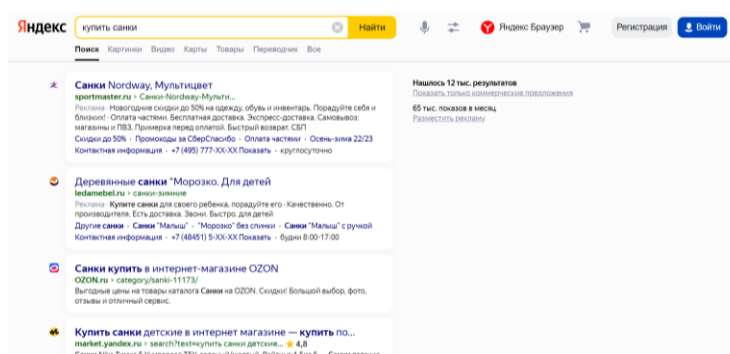 Яндекс купить санки Найти Яндекс Браузер Регистрация Войти
Поиск Картинки Видео Карты Товары Переводчик Все
Санки Nordway, Мультицвет
sportmaster.ru › Санки-Nordway-Мульти...
Реклама · Новогодние скидки до 50% на одежду, обувь и инвентарь. Порадуйте себя и
близких! · Оплата частями. Бесплатная доставка. Экспресс-доставка. Самовывоз:
магазины и ПВЗ. Примерка перед оплатой. Быстрый возврат. СБП
Скидки до 50% · Промокоды за СберСпасибо · Оплата частями · Осень-зима 22/23
Контактная информация · +7 (495) 777-XX-XX Показать · круглосуточно
Нашлось 12 тыс. результатов
Показать только коммерческие предложения
65 тыс. показов в месяц
Разместить рекламу
Деревянные санки "Морозко. Для детей
ledamebel.ru › санки-зимние
Реклама · Купите санки для своего ребенка, порадуйте его · Качественно. От
производителя. Есть доставка. Звони. Быстро. для детей
Другие санки · Санки "Малыш" · "Морозко" без спинки · Санки "Малыш" с ручкой
Контактная информация · +7 (48451) 5-XX-XX Показать · будни 8:00-17:00
Санки купить в интернет-магазине OZON
OZON.ru › category/sanki-11173/
Выгодные цены на товары каталога Санки на OZON. Скидки! Большой выбор, фото,
отзывы и отличный сервис.
Купить санки детские в интернет магазине — купить по...
market.yandex.ru › search?text=купить санки детские... 4,8